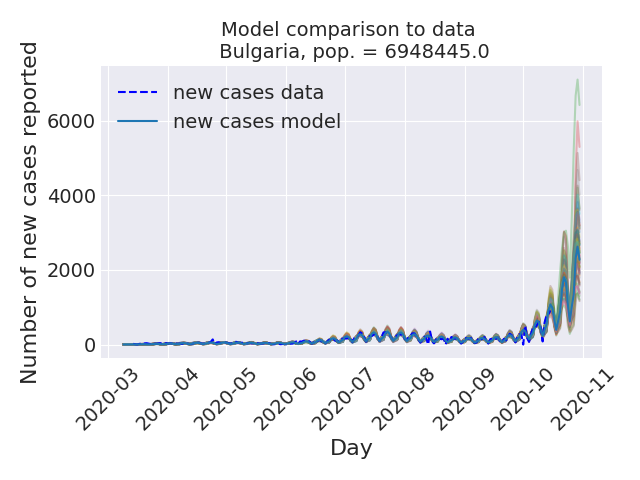 Model comparison to data
Bulgaria, pop. = 6948445.0
Number of new cases reported
new cases data
new cases model
6000
4000
2000
0
2020-03
2020-04
2020-05
2020-06
2020-07
2020-08
2020-09
2020-10
2020-11
Day